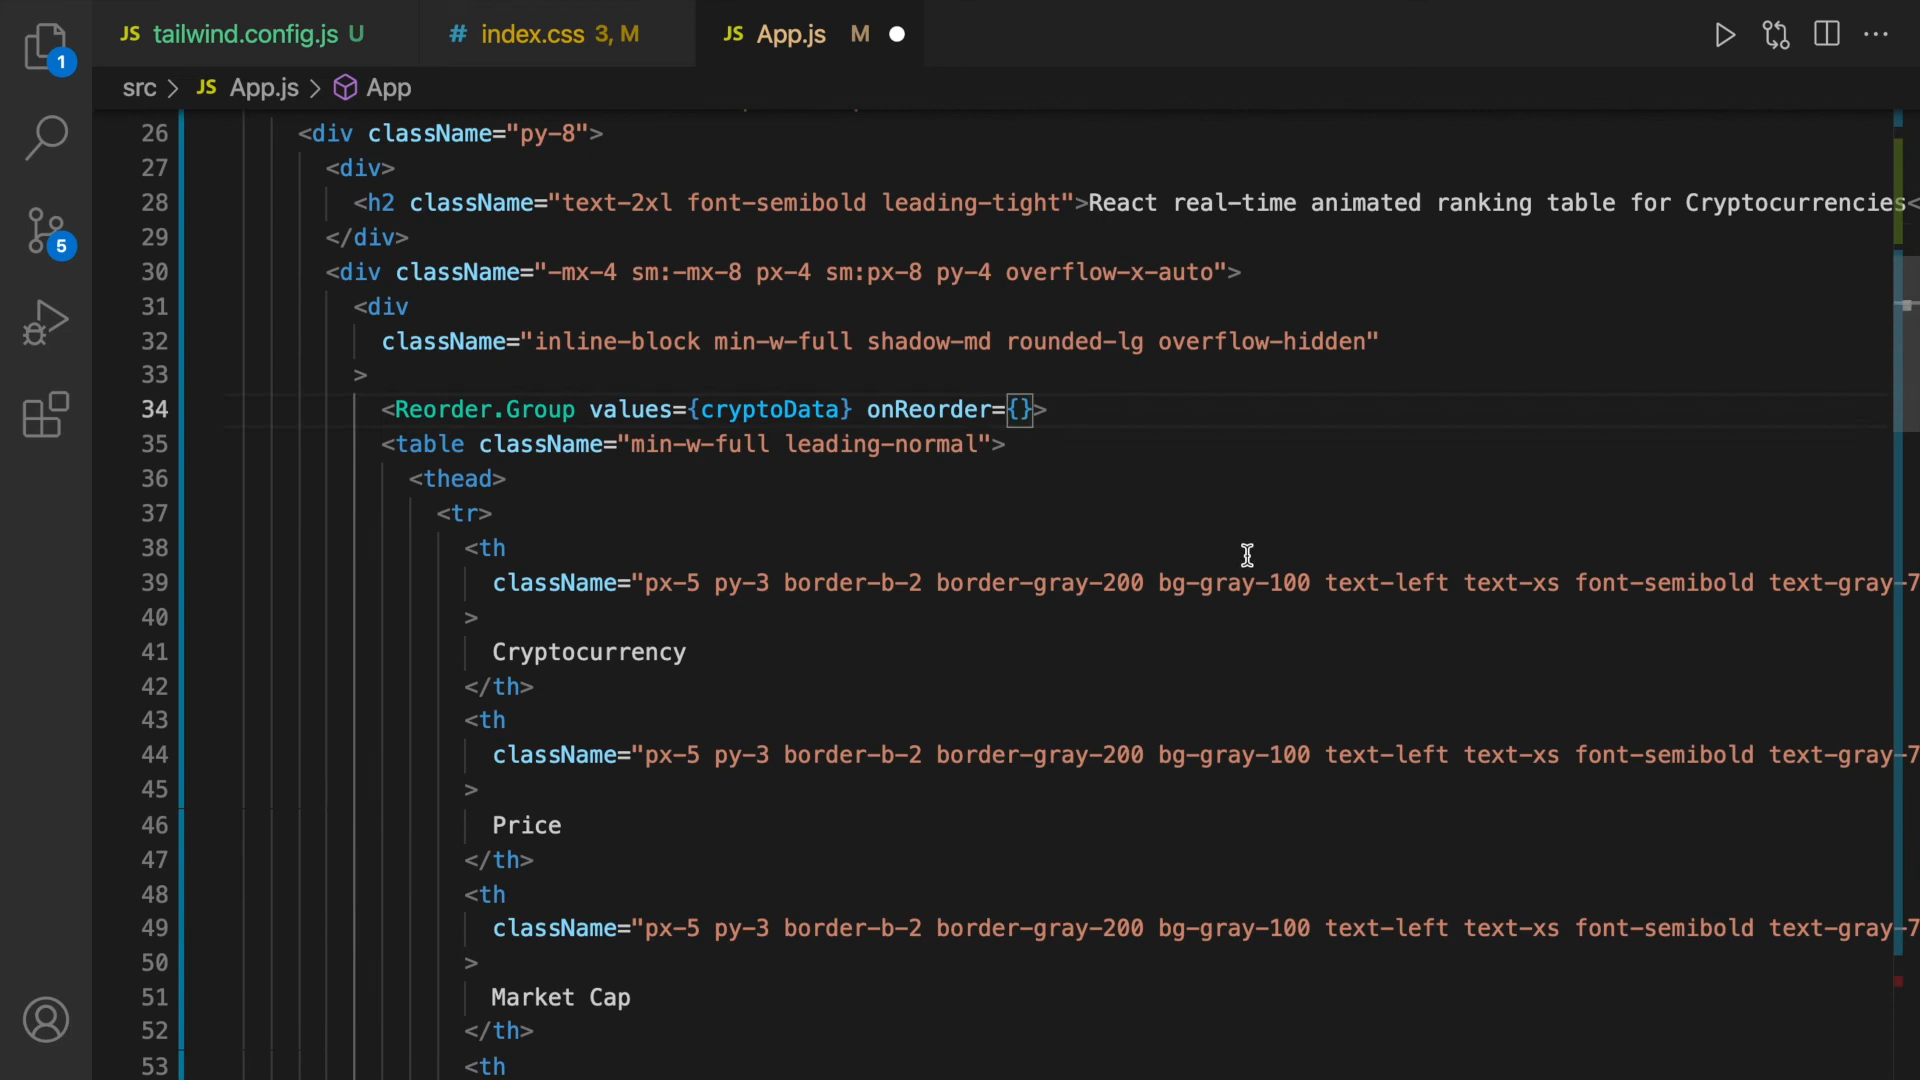 1
5
JS tailwind.config.js U
# index.css 3, M
JS App.js M
src > JS App.js > App
26 <div className="py-8">
27 <div>
28 <h2 className="text-2xl font-semibold leading-tight">React real-time animated ranking table for Cryptocurrencies<
29 </div>
30 <div className="-mx-4 sm:-mx-8 px-4 sm:px-8 py-4 overflow-x-auto">
31 <div
32 className="inline-block min-w-full shadow-md rounded-lg overflow-hidden"
33 >
34 <Reorder.Group values={cryptoData} onReorder={}>
35 <table className="min-w-full leading-normal">
36 <thead>
37 <tr>
38 <th
39 className="px-5 py-3 border-b-2 border-gray-200 bg-gray-100 text-left text-xs font-semibold text-gray-7
40 >
41 Cryptocurrency
42 </th>
43 <th
44 className="px-5 py-3 border-b-2 border-gray-200 bg-gray-100 text-left text-xs font-semibold text-gray-7
45 >
46 Price
47 </th>
48 <th
49 className="px-5 py-3 border-b-2 border-gray-200 bg-gray-100 text-left text-xs font-semibold text-gray-7
50 >
51 Market Cap
52 </th>
53 <th